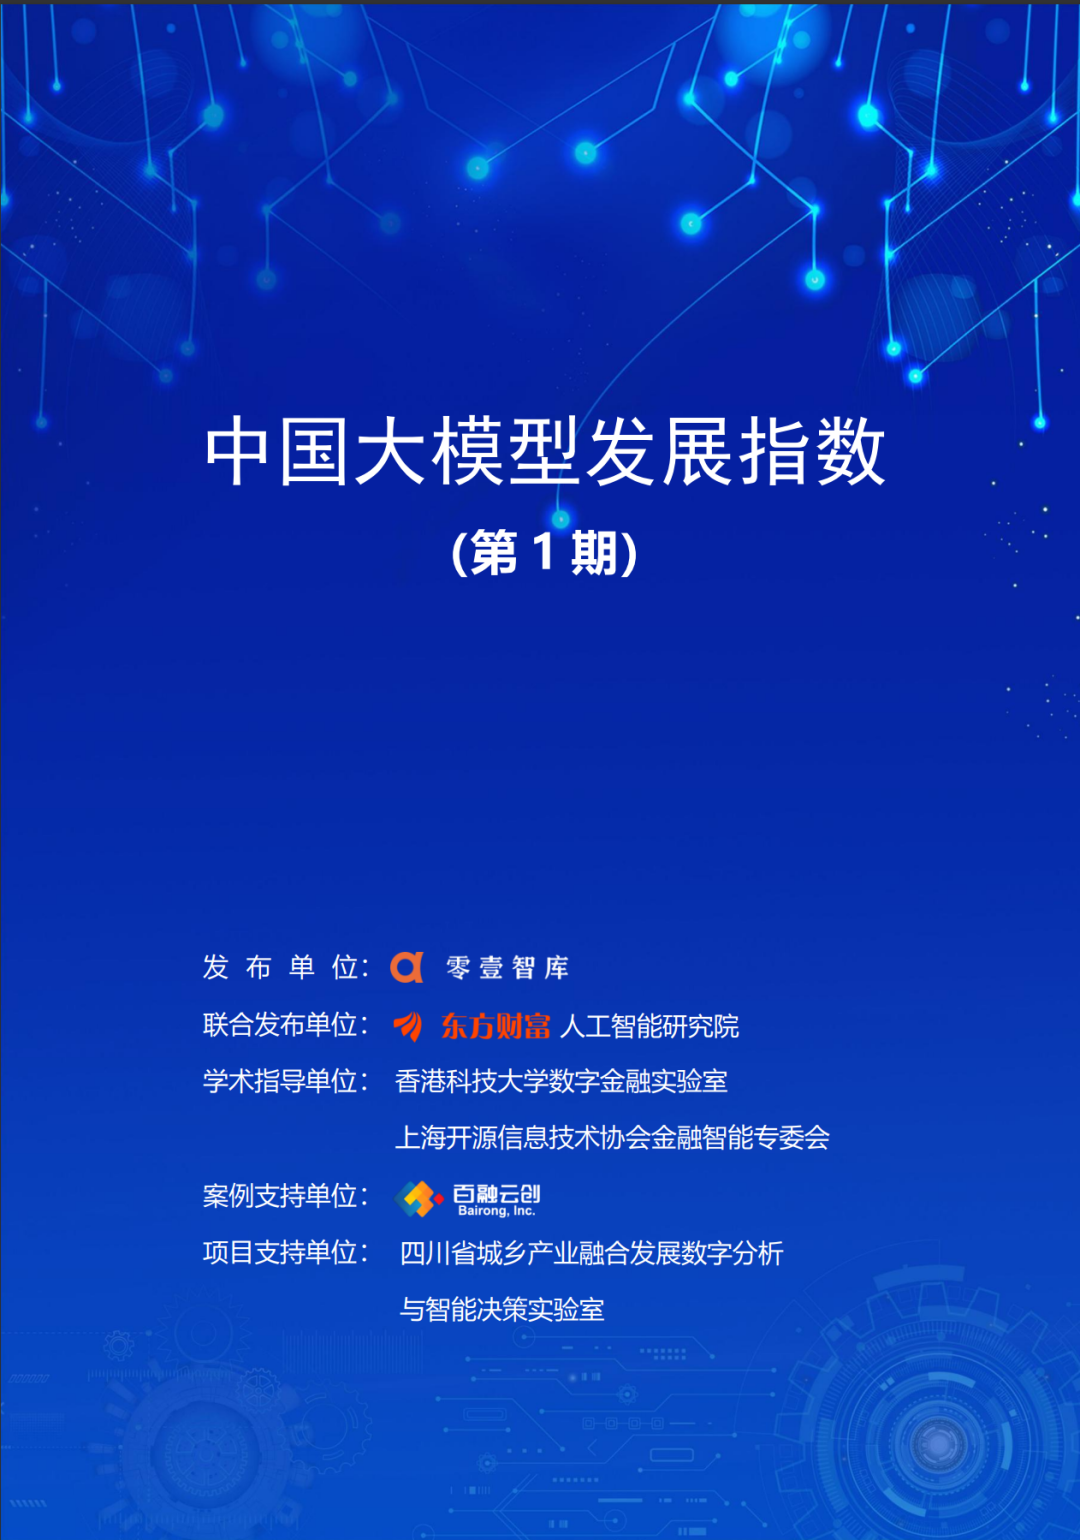 中国大模型发展指数
(第 1 期)
发 布 单 位： 零壹智库
联合发布单位： 东方财富 人工智能研究院
学术指导单位： 香港科技大学数字金融实验室
上海开源信息技术协会金融智能专委会
案例支持单位： 百融云创
Bairong, Inc.
项目支持单位： 四川省城乡产业融合发展数字分析
与智能决策实验室